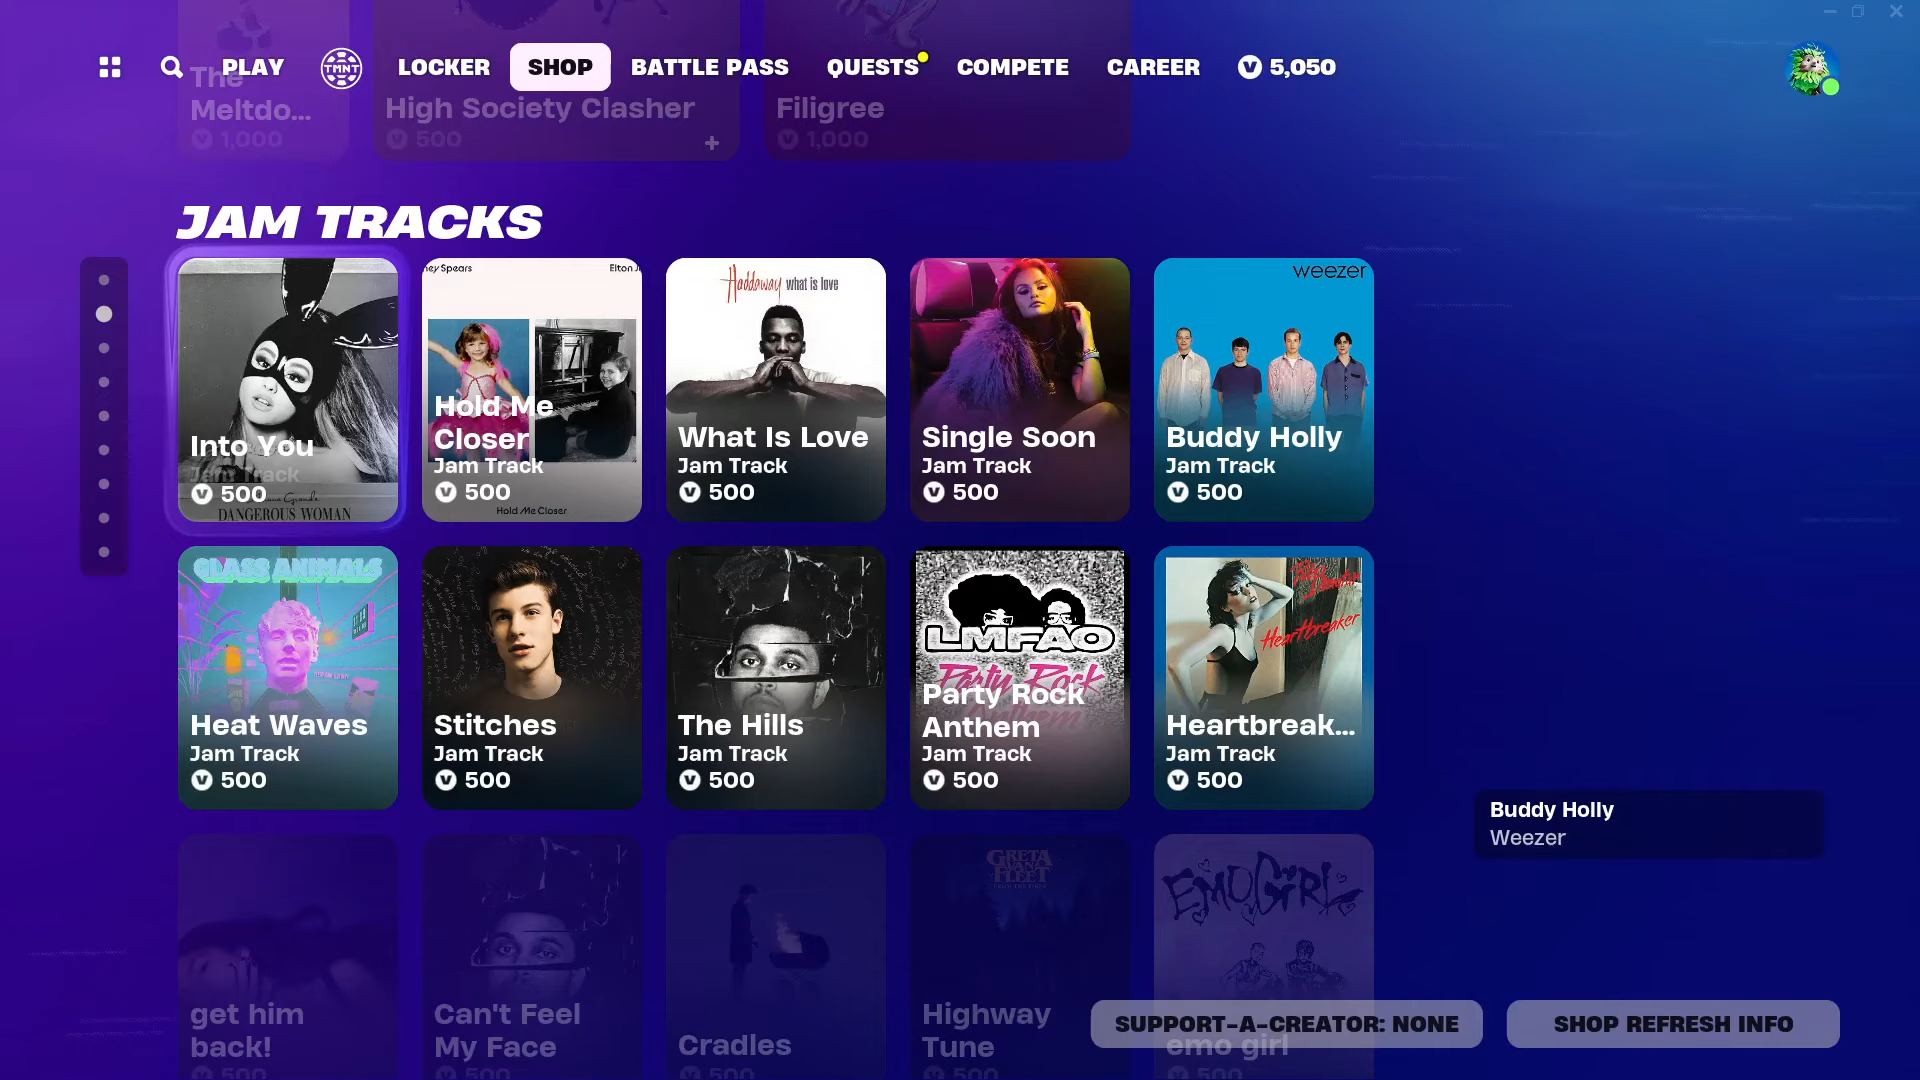 PLAY
TMNT
LOCKER
SHOP
BATTLE PASS
QUESTS
COMPETE
CAREER
5,050
The
Meltdo...
1,000
High Society Clasher
500
Filigree
1,000
JAM TRACKS
Into You
Jam Track
500
DANGEROUS WOMAN
ney Spears
Elton J
Hold Me
Closer
Jam Track
500
Hold Me Closer
Haddaway what is love
What Is Love
Jam Track
500
Single Soon
Jam Track
500
weezer
Buddy Holly
Jam Track
500
GLASS ANIMALS
Heat Waves
Jam Track
500
Stitches
Jam Track
500
The Hills
Jam Track
500
LMFAO
Party Rock
Anthem
Party Rock
Anthem
Jam Track
500
Pat Benatar
Heartbreaker
Heartbreak...
Jam Track
500
Buddy Holly
Weezer
get him
back!
500
Can't Feel
My Face
500
Cradles
500
GRETA
VAN
FLEET
Highway
Tune
500
EMO GIRL
emo girl
500
SUPPORT-A-CREATOR: NONE
SHOP REFRESH INFO